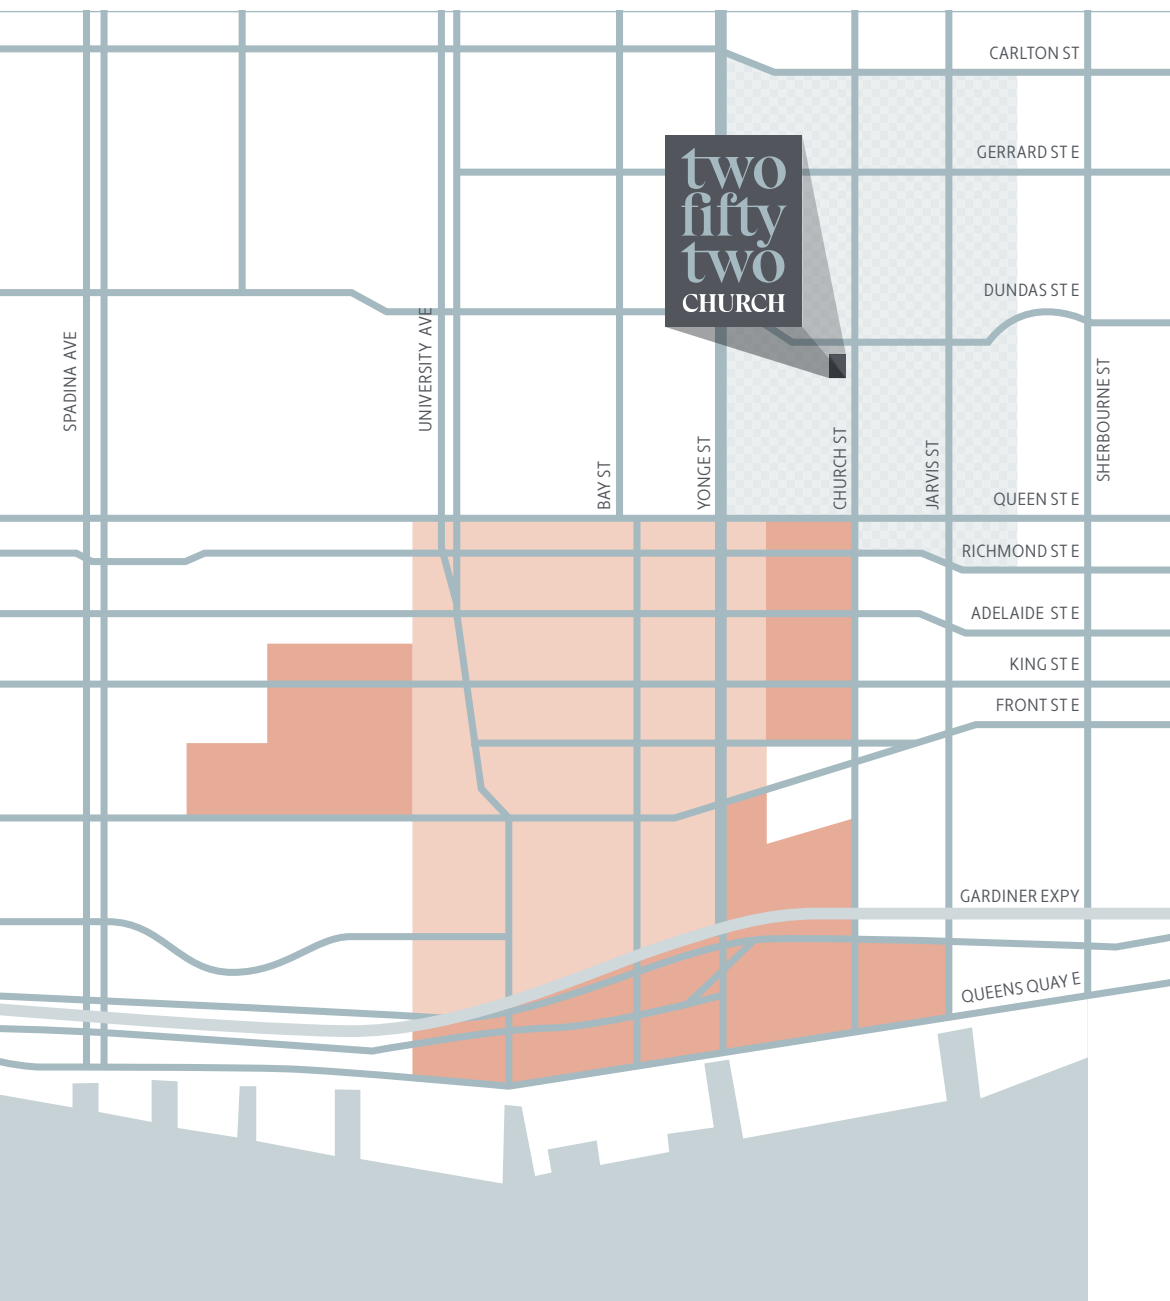 CARLTON ST
GERRARD ST E
two
fifty
two
CHURCH
DUNDAS ST E
SPADINA AVE
UNIVERSITY AVE
BAY ST
YONGE ST
CHURCH ST
JARVIS ST
SHERBOURNE ST
QUEEN ST E
RICHMOND ST E
ADELAIDE ST E
KING ST E
FRONT ST E
GARDINER EXPY
QUEENS QUAY E